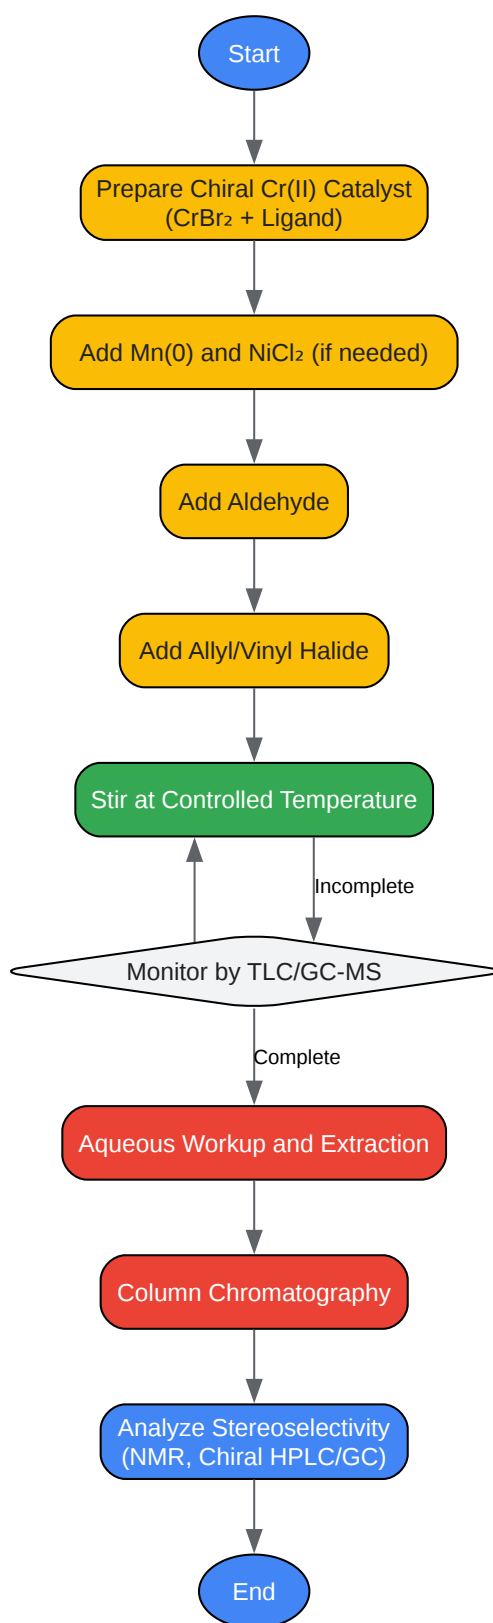 Start
Prepare Chiral Cr(II) Catalyst
(CrBr₂ + Ligand)
Add Mn(0) and NiCl₂ (if needed)
Add Aldehyde
Add Allyl/Vinyl Halide
Stir at Controlled Temperature
Incomplete
Monitor by TLC/GC-MS
Complete
Aqueous Workup and Extraction
Column Chromatography
Analyze Stereoselectivity
(NMR, Chiral HPLC/GC)
End